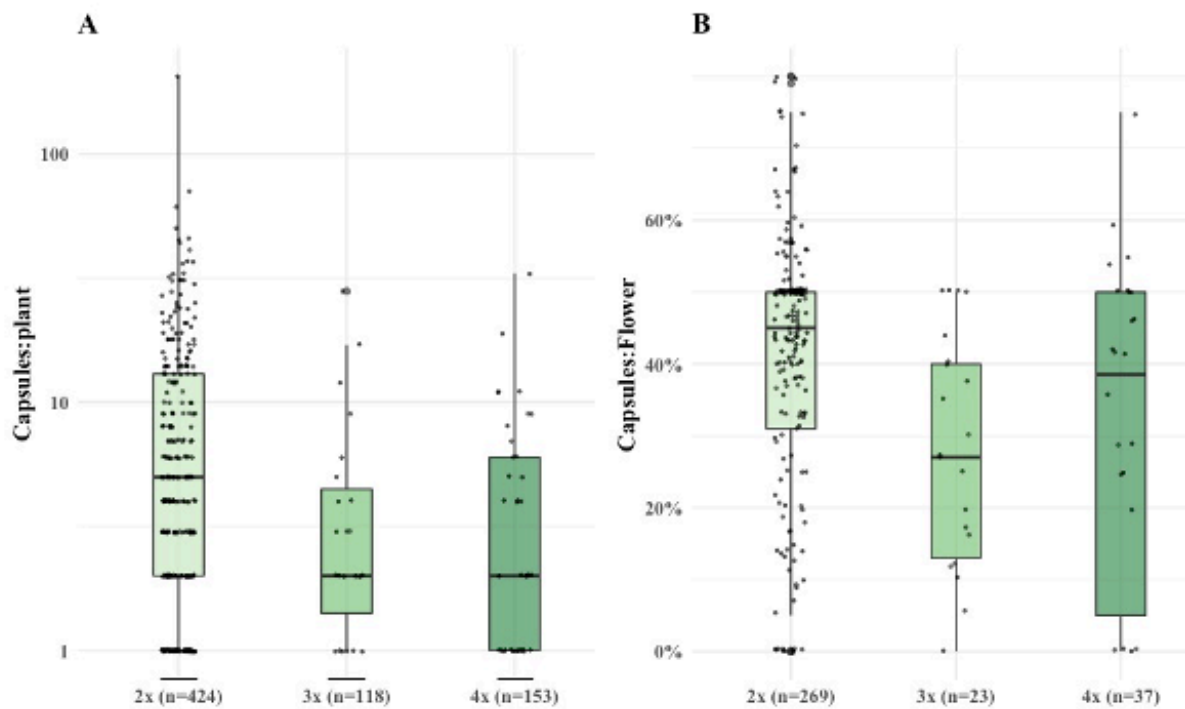 A
B
Capsules:plant
100
10
1
2x (n=424)
3x (n=118)
4x (n=153)
Capsules:Flower
60%
40%
20%
0%
2x (n=269)
3x (n=23)
4x (n=37)